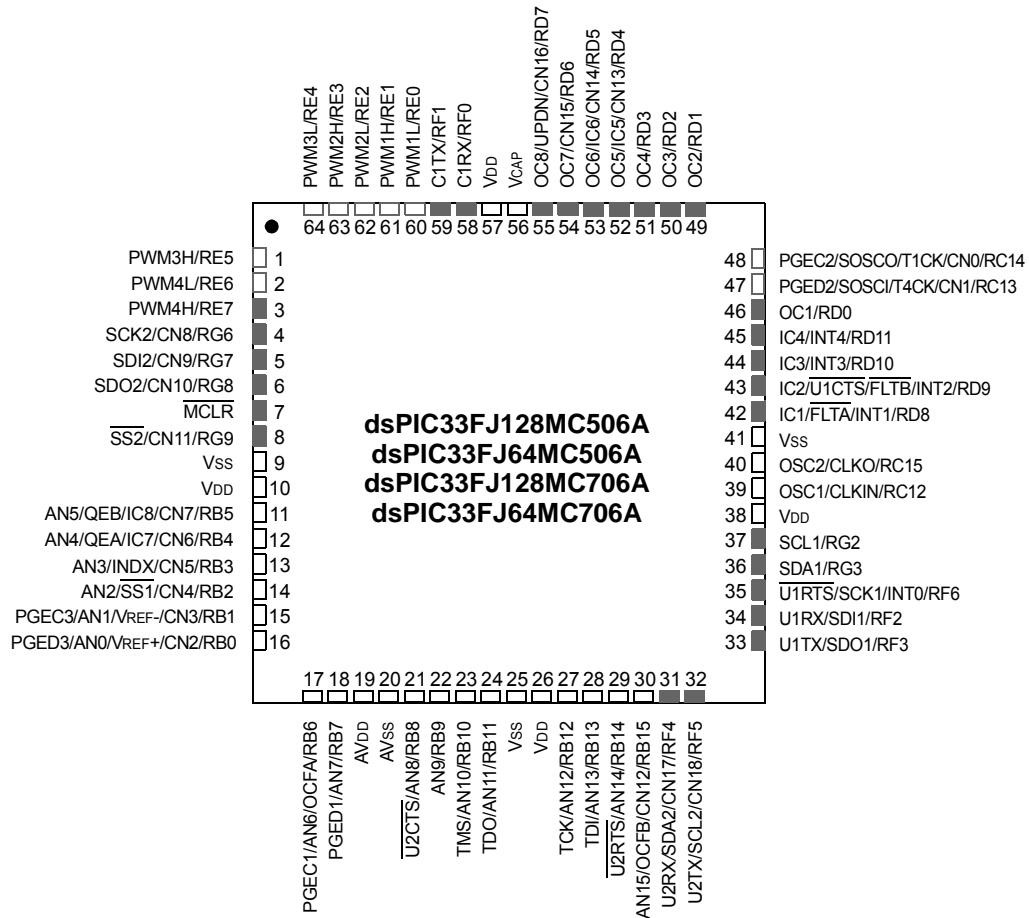 PWM3L/RE4
PWM2H/RE3
PWM2L/RE2
PWM1H/RE1
PWM1L/RE0
C1TX/RF1
C1RX/RF0
VDD
VCAP
OC8/UPDN/CN16/RD7
OC7/CN15/RD6
OC6/IC6/CN14/RD5
OC5/IC5/CN13/RD4
OC4/RD3
OC3/RD2
OC2/RD1
64 63 62 61 60 59 58 57 56 55 54 53 52 51 50 49
PWM3H/RE5 1
PWM4L/RE6 2
PWM4H/RE7 3
SCK2/CN8/RG6 4
SDI2/CN9/RG7 5
SDO2/CN10/RG8 6
MCLR 7
SS2/CN11/RG9 8
VSS 9
VDD 10
AN5/QEB/IC8/CN7/RB5 11
AN4/QEA/IC7/CN6/RB4 12
AN3/INDX/CN5/RB3 13
AN2/SS1/CN4/RB2 14
PGEC3/AN1/VREF-/CN3/RB1 15
PGED3/AN0/VREF+/CN2/RB0 16
dsPIC33FJ128MC506A
dsPIC33FJ64MC506A
dsPIC33FJ128MC706A
dsPIC33FJ64MC706A
48 PGEC2/SOSCO/T1CK/CN0/RC14
47 PGED2/SOSCI/T4CK/CN1/RC13
46 OC1/RD0
45 IC4/INT4/RD11
44 IC3/INT3/RD10
43 IC2/U1CTS/FLTB/INT2/RD9
42 IC1/FLTA/INT1/RD8
41 VSS
40 OSC2/CLKO/RC15
39 OSC1/CLKIN/RC12
38 VDD
37 SCL1/RG2
36 SDA1/RG3
35 U1RTS/SCK1/INT0/RF6
34 U1RX/SDI1/RF2
33 U1TX/SDO1/RF3
17 18 19 20 21 22 23 24 25 26 27 28 29 30 31 32
PGEC1/AN6/OCFA/RB6
PGED1/AN7/RB7
AVDD
AVSS
U2CTS/AN8/RB8
AN9/RB9
TMS/AN10/RB10
TDO/AN11/RB11
VSS
VDD
TCK/AN12/RB12
TDI/AN13/RB13
U2RTS/AN14/RB14
AN15/OCFB/CN12/RB15
U2RX/SDA2/CN17/RF4
U2TX/SCL2/CN18/RF5